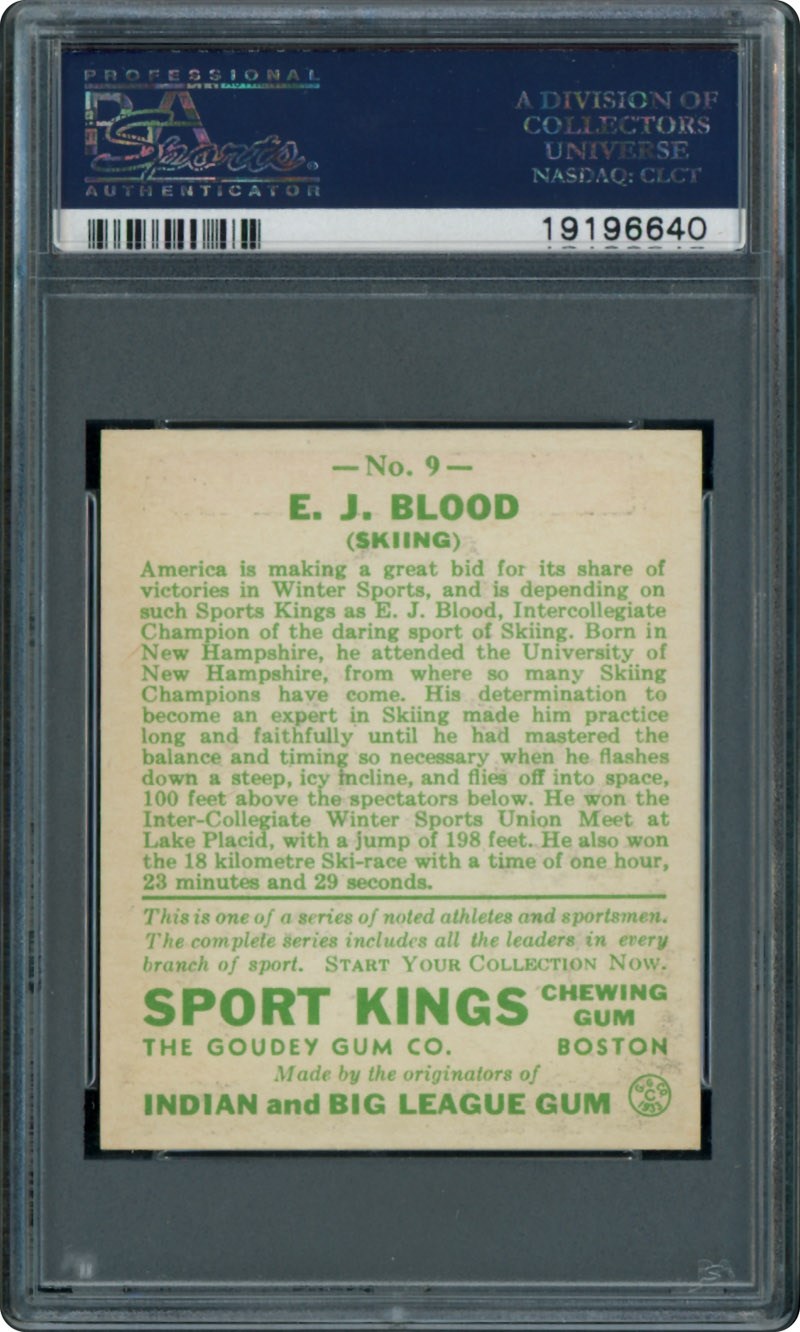 PROFESSIONAL
PSA
Sports.
AUTHENTICATOR
A DIVISION OF
COLLECTORS
UNIVERSE
NASDAQ: CLCT
19196640
—No. 9—
E. J. BLOOD
(SKIING)
America is making a great bid for its share of
victories in Winter Sports, and is depending on
such Sports Kings as E. J. Blood, Intercollegiate
Champion of the daring sport of Skiing. Born in
New Hampshire, he attended the University of
New Hampshire, from where so many Skiing
Champions have come. His determination to
become an expert in Skiing made him practice
long and faithfully until he had mastered the
balance and timing so necessary when he flashes
down a steep, icy incline, and flies off into space,
100 feet above the spectators below. He won the
Inter-Collegiate Winter Sports Union Meet at
Lake Placid, with a jump of 198 feet. He also won
the 18 kilometre Ski-race with a time of one hour,
23 minutes and 29 seconds.
This is one of a series of noted athletes and sportsmen.
The complete series includes all the leaders in every
branch of sport. START YOUR COLLECTION NOW.
SPORT KINGS CHEWING GUM
THE GOUDEY GUM CO. BOSTON
Made by the originators of
INDIAN and BIG LEAGUE GUM
G. G. Co.
C
1933